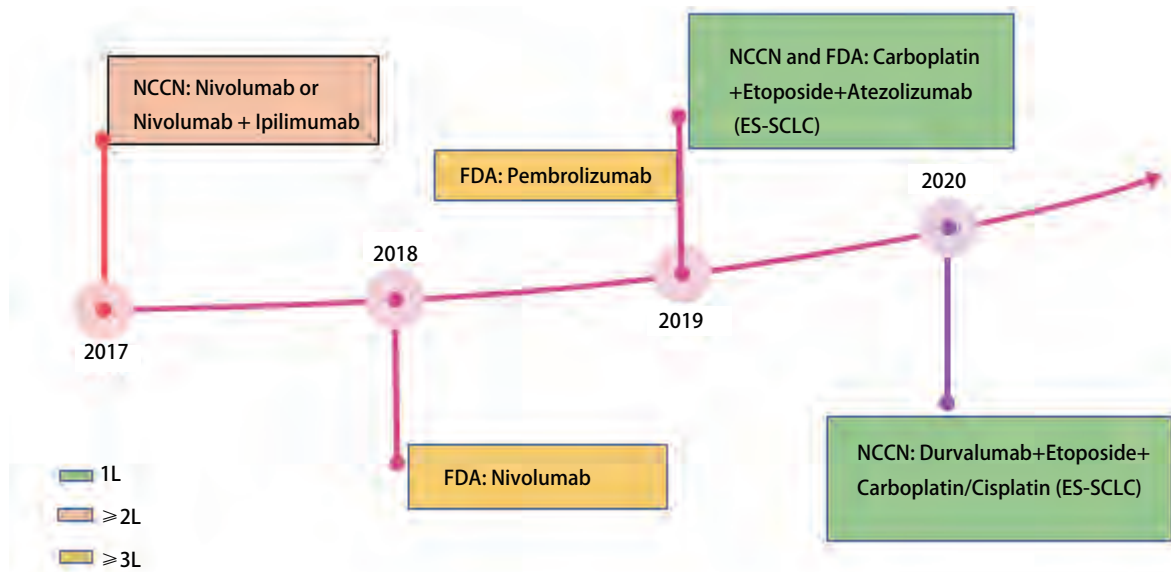 NCCN: Nivolumab or
Nivolumab + Ipilimumab
NCCN and FDA: Carboplatin
+Etoposide+Atezolizumab
(ES-SCLC)
FDA: Pembrolizumab
2020
2018
2019
2017
FDA: Nivolumab
NCCN: Durvalumab+Etoposide+
Carboplatin/Cisplatin (ES-SCLC)
1L
⩾2L
⩾3L